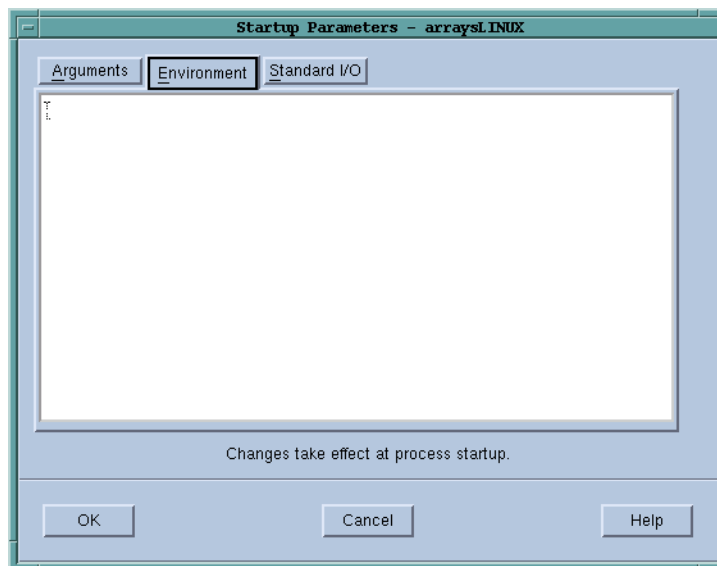 Startup Parameters - arraysLINUX
Arguments Environment Standard I/O
Changes take effect at process startup.
OK Cancel Help